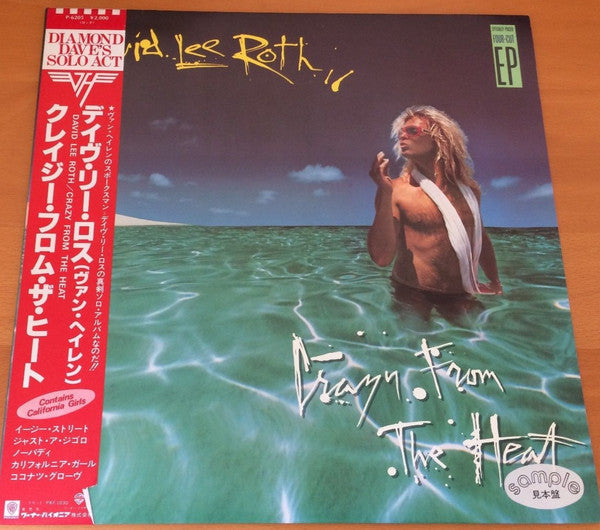 P-6205 ¥2,000
DIAMOND
DAVE'S
SOLO ACT
VH
★ヴァン・ヘイレンのスポークスマン・デイヴ・リー・ロスの真剣ソロ・アルバムなのだ!!
デイヴ・リー・ロス(ヴァン・ヘイレン)
DAVID LEE ROTH/CRAZY FROM THE HEAT
クレイジー・フロム・ザ・ヒート
Contains
California Girls
イージー・ストリート
ジャスト・ア・ジゴロ
ノーバディ
カリフォルニア・ガール
ココナツ・グローヴ
ワーナー・パイオニア
vid Lee Roth
SPECIALLY PRICED
FOUR-CUT
EP
Crazy From
The Heat
sample
見本盤